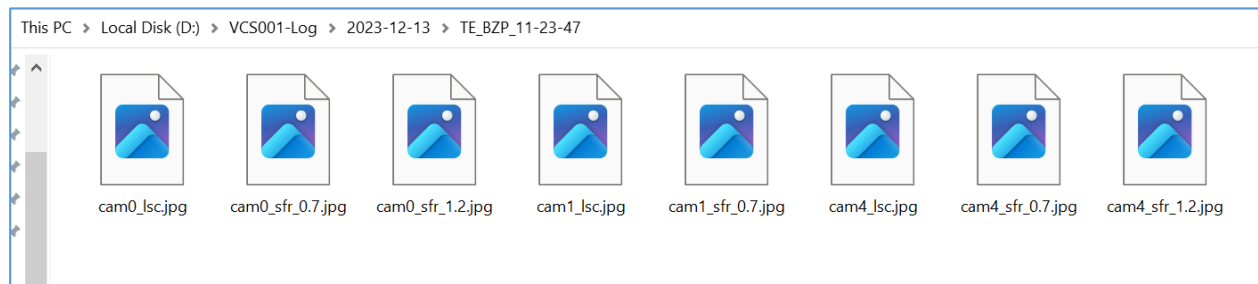 This PC > Local Disk (D:) > VCS001-Log > 2023-12-13 > TE_BZP_11-23-47
cam0_lsc.jpg cam0_sfr_0.7.jpg cam0_sfr_1.2.jpg cam1_lsc.jpg cam1_sfr_0.7.jpg cam4_lsc.jpg cam4_sfr_0.7.jpg cam4_sfr_1.2.jpg